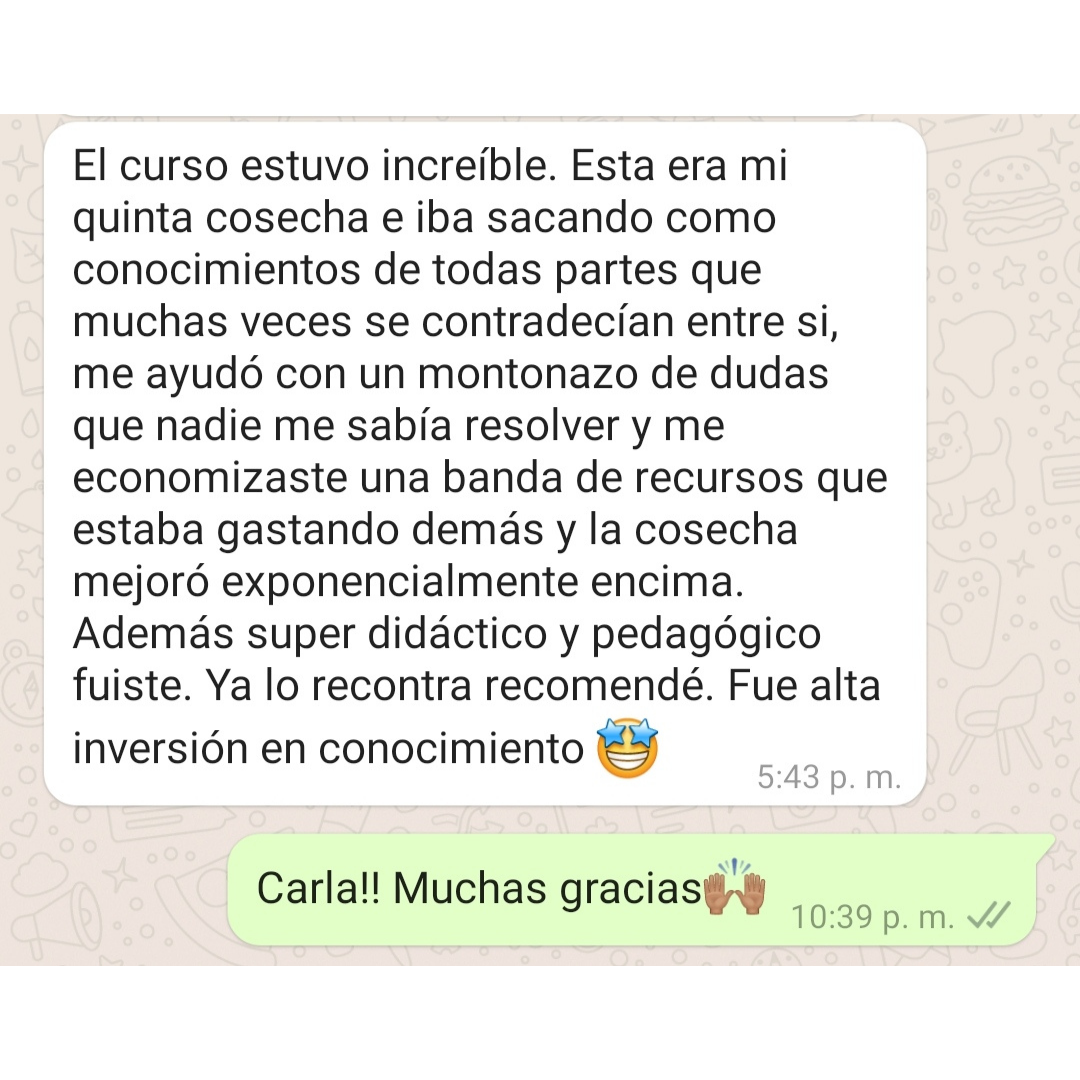 El curso estuvo increíble. Esta era mi
quinta cosecha e iba sacando como
conocimientos de todas partes que
muchas veces se contradecían entre si,
me ayudó con un montonazo de dudas
que nadie me sabía resolver y me
economizaste una banda de recursos que
estaba gastando demás y la cosecha
mejoró exponencialmente encima.
Además super didáctico y pedagógico
fuiste. Ya lo recontra recomendé. Fue alta
inversión en conocimiento 🤩
5:43 p. m.
Carla!! Muchas gracias🙌🏽
10:39 p. m.